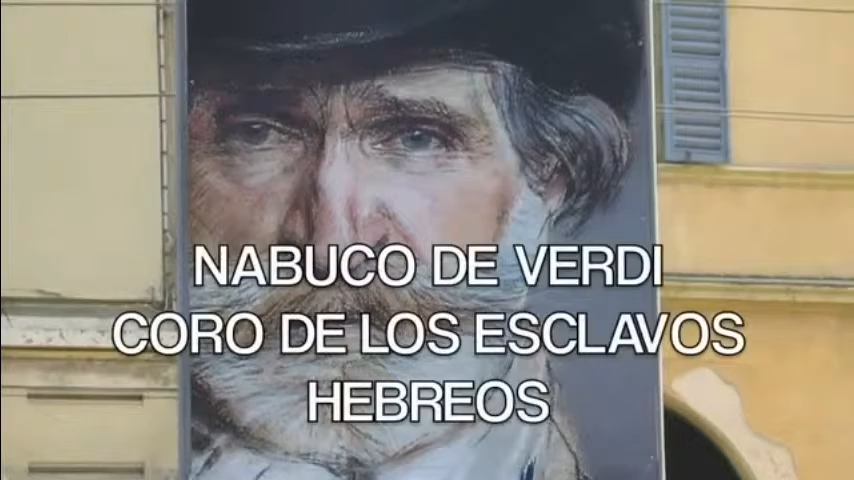 NABUCO DE VERDI
CORO DE LOS ESCLAVOS
HEBREOS